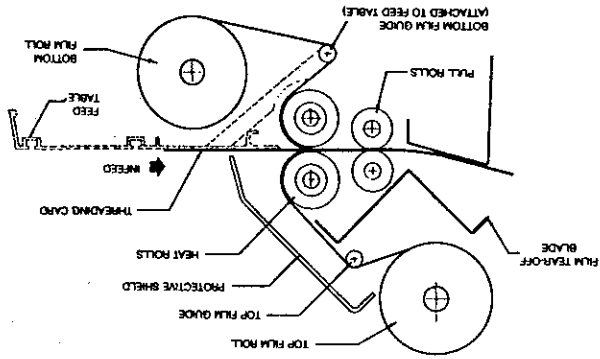 TOP FILM ROLL
TOP FILM GUIDE
PROTECTIVE SHIELD
HEAT ROLLS
FILM TEAR-OFF
BLADE
THREADING CARD
INFEED
FEED
TABLE
PULL ROLLS
BOTTOM
FILM ROLL
BOTTOM FILM GUIDE
(ATTACHED TO FEED TABLE)